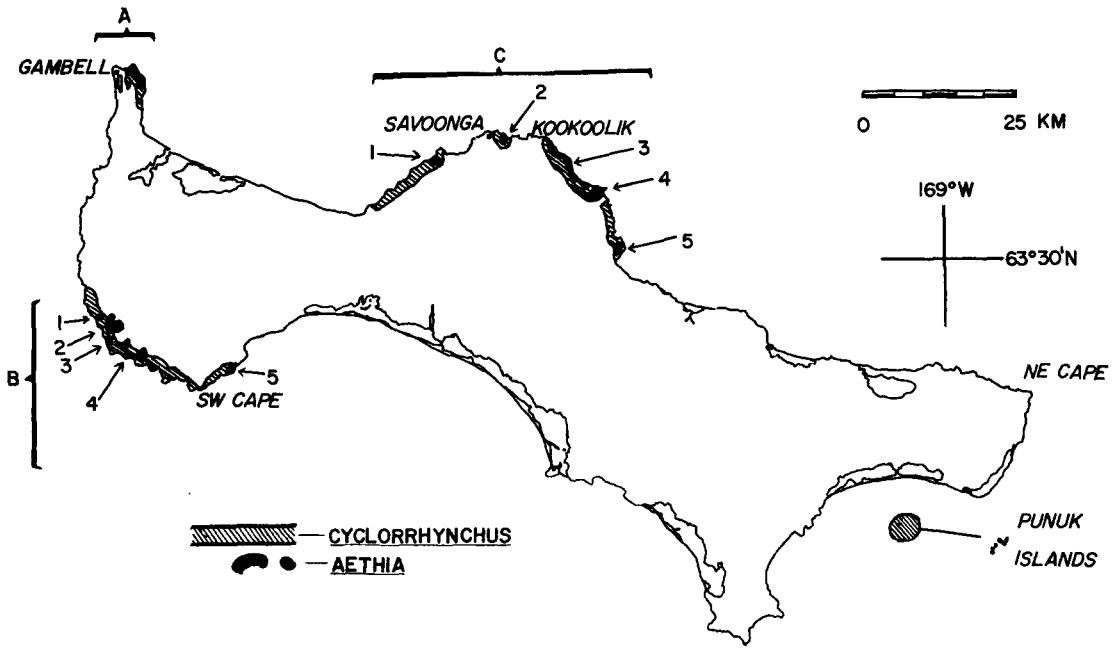 A
GAMBELL
C
SAVOONGA
2
KOOKOOLIK
1
3
4
5
0 25 KM
169°W
63°30'N
B
1
2
3
4
5
SW CAPE
NE CAPE
CYCLORRHYNCHUS
AETHIA
PUNUK
ISLANDS